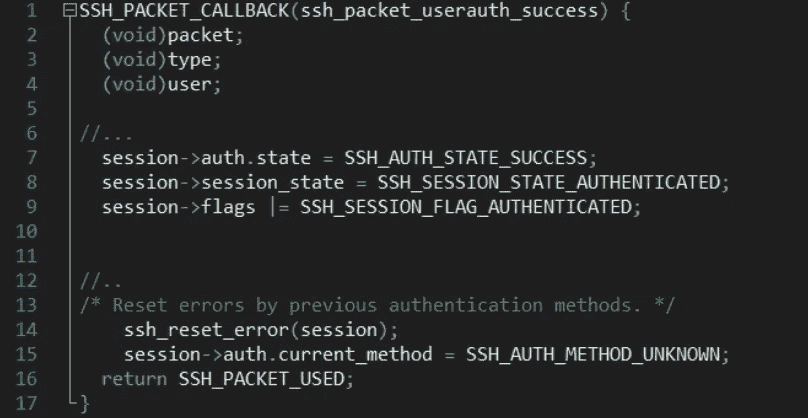 1 SSH_PACKET_CALLBACK(ssh_packet_userauth_success) {
2 (void)packet;
3 (void)type;
4 (void)user;
5
6 //...
7 session->auth.state = SSH_AUTH_STATE_SUCCESS;
8 session->session_state = SSH_SESSION_STATE_AUTHENTICATED;
9 session->flags |= SSH_SESSION_FLAG_AUTHENTICATED;
10
11
12 //..
13 /* Reset errors by previous authentication methods. */
14 ssh_reset_error(session);
15 session->auth.current_method = SSH_AUTH_METHOD_UNKNOWN;
16 return SSH_PACKET_USED;
17 }